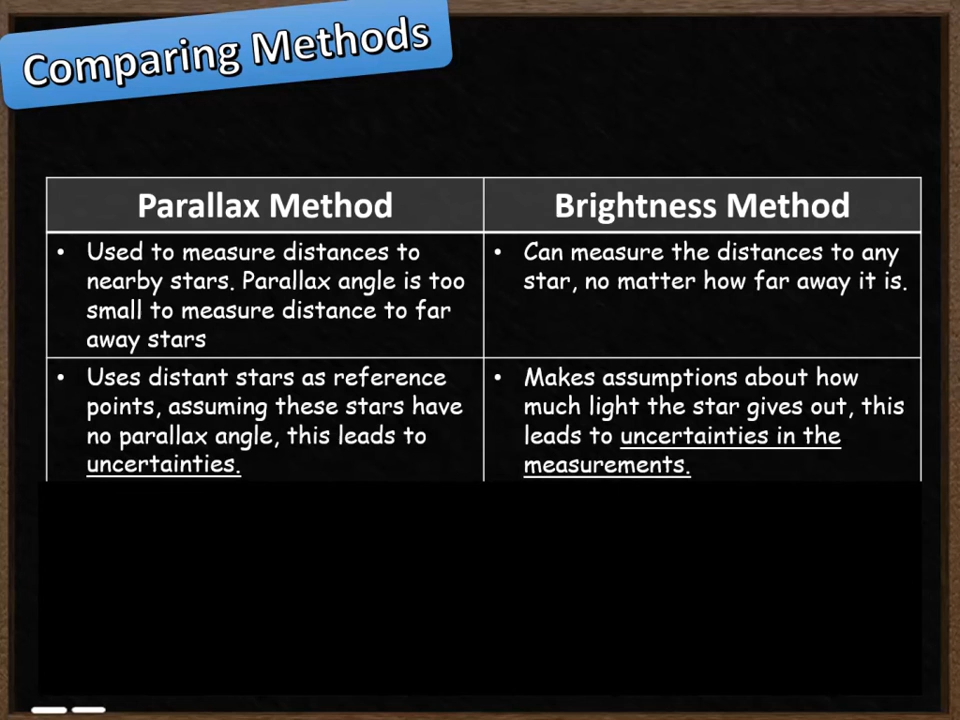 Comparing Methods
Parallax Method
Brightness Method
• Used to measure distances to
nearby stars. Parallax angle is too
small to measure distance to far
away stars
• Can measure the distances to any
star, no matter how far away it is.
• Uses distant stars as reference
points, assuming these stars have
no parallax angle, this leads to
uncertainties.
• Makes assumptions about how
much light the star gives out, this
leads to uncertainties in the
measurements.